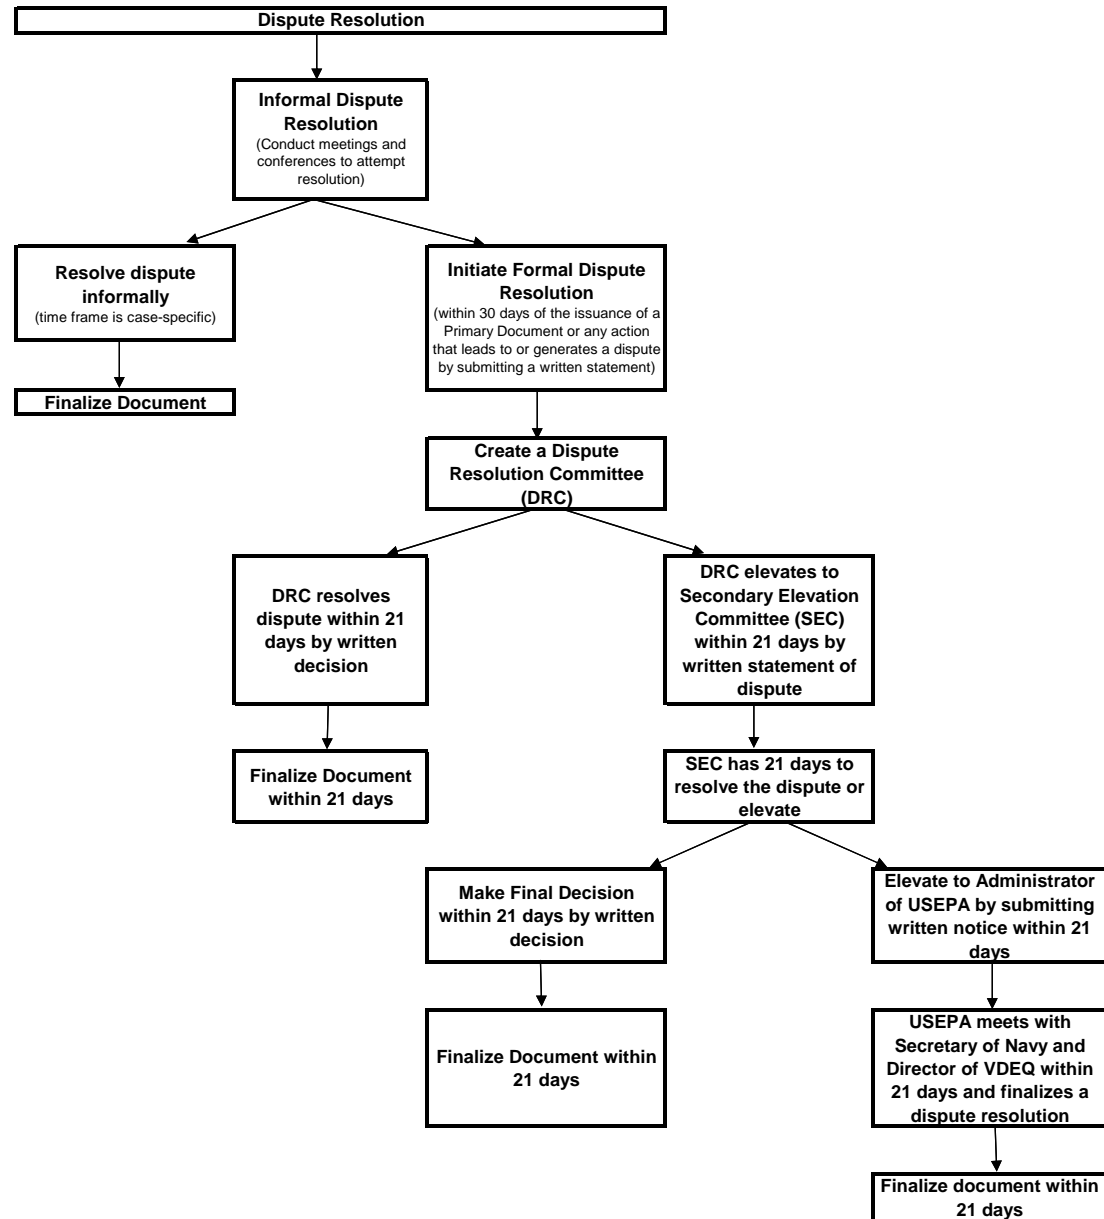 Dispute Resolution
Informal Dispute
Resolution
(Conduct meetings and
conferences to attempt
resolution)
Resolve dispute
informally
(time frame is case-specific)
Initiate Formal Dispute
Resolution
(within 30 days of the issuance of a
Primary Document or any action
that leads to or generates a dispute
by submitting a written statement)
Finalize Document
Create a Dispute
Resolution Committee
(DRC)
DRC resolves
dispute within 21
days by written
decision
DRC elevates to
Secondary Elevation
Committee (SEC)
within 21 days by
written statement of
dispute
Finalize Document
within 21 days
SEC has 21 days to
resolve the dispute or
elevate
Make Final Decision
within 21 days by written
decision
Elevate to Administrator
of USEPA by submitting
written notice within 21
days
Finalize Document within
21 days
USEPA meets with
Secretary of Navy and
Director of VDEQ within
21 days and finalizes a
dispute resolution
Finalize document within
21 days